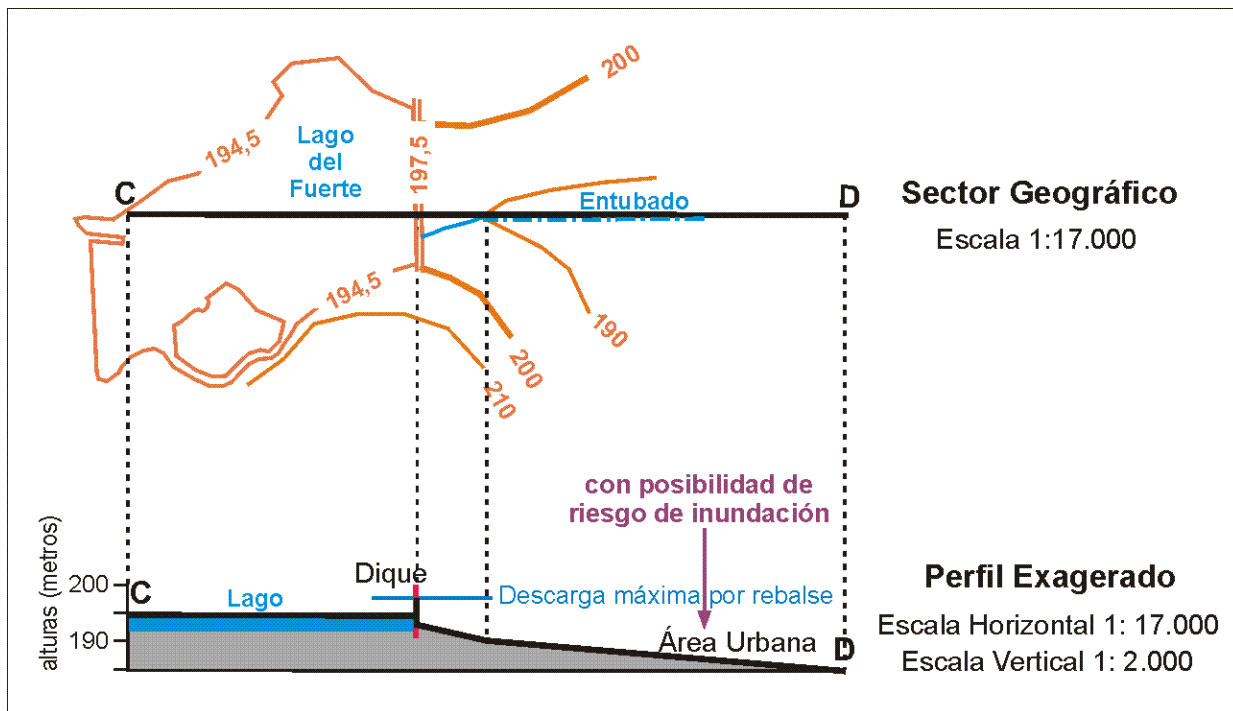 200
194,5
Lago
del
Fuerte
197,5
C
Entubado
D
Sector Geográfico
Escala 1:17.000
194,5
190
200
210
con posibilidad de
riesgo de inundación
alturas (metros)
200
190
C
Lago
Dique
Descarga máxima por rebalse
Área Urbana
D
Perfil Exagerado
Escala Horizontal 1: 17.000
Escala Vertical 1: 2.000